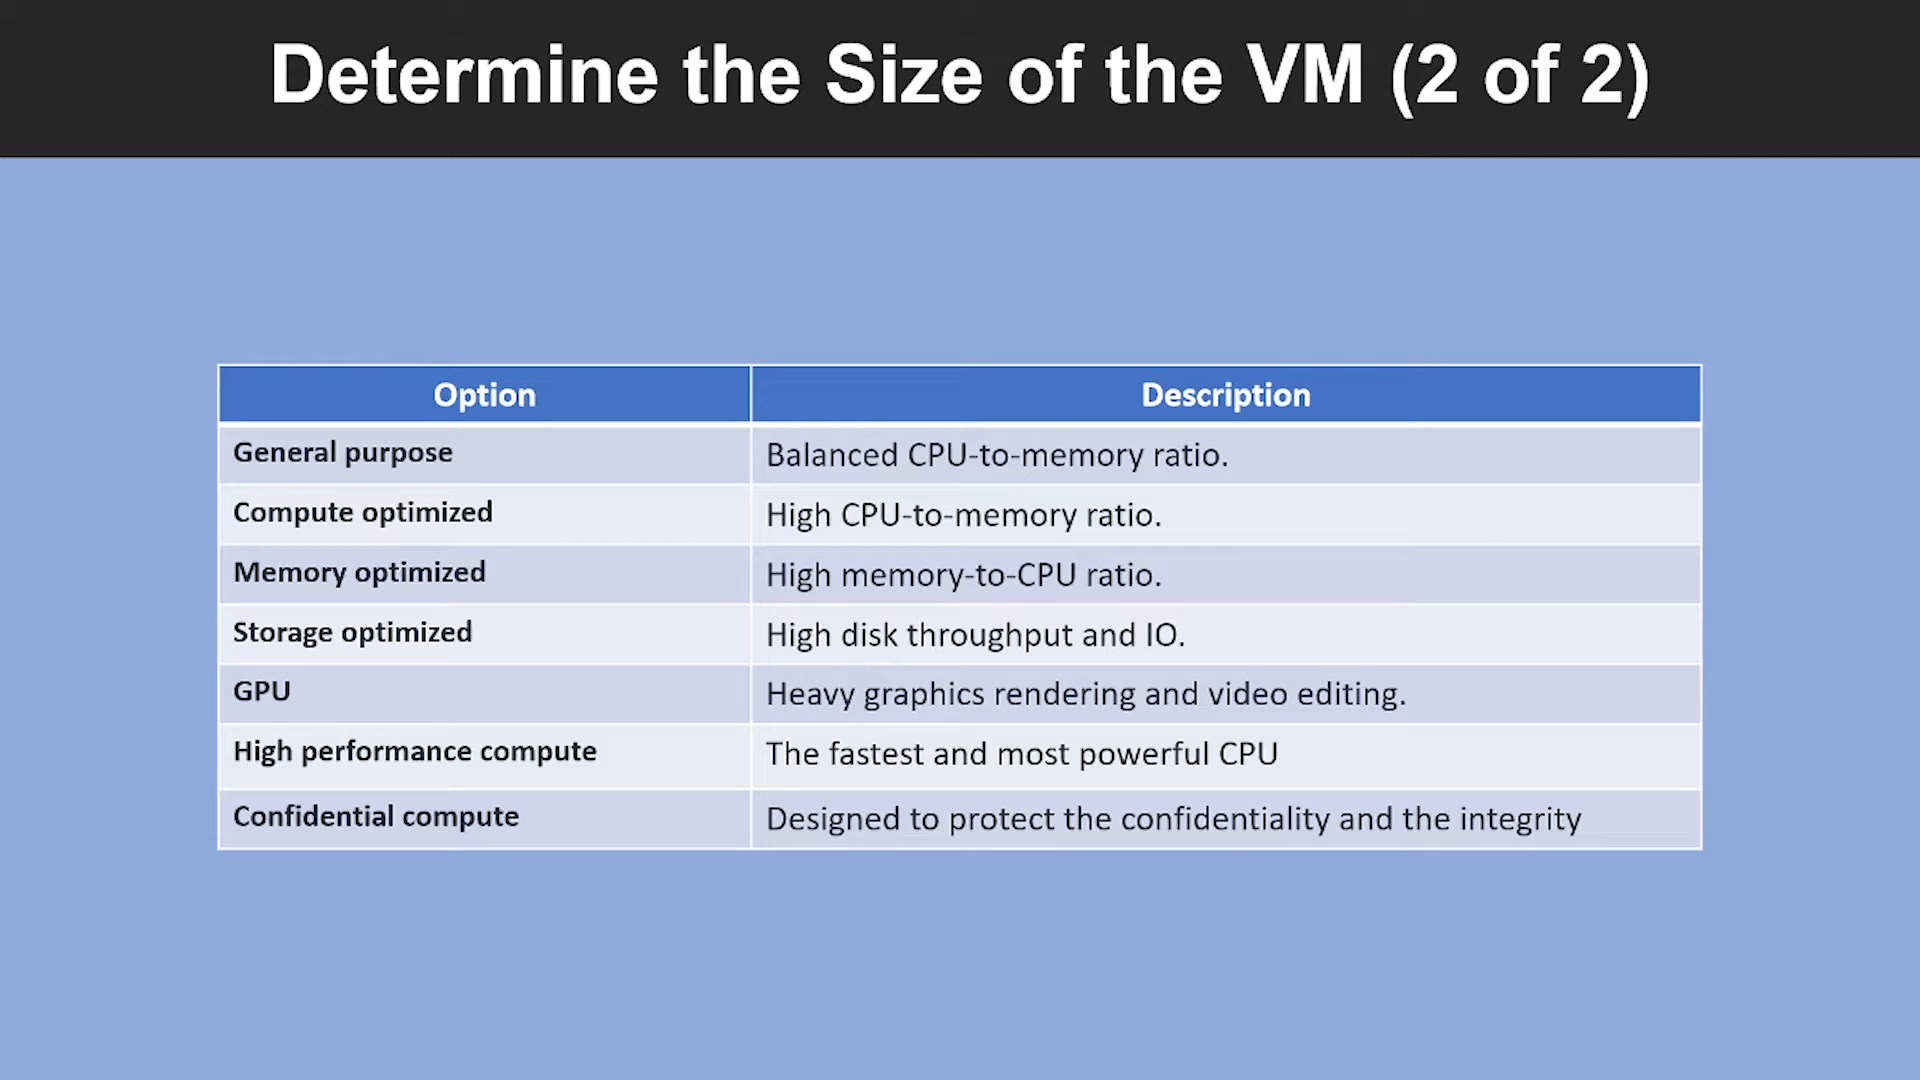 Determine the Size of the VM (2 of 2)
Option Description
General purpose Balanced CPU-to-memory ratio.
Compute optimized High CPU-to-memory ratio.
Memory optimized High memory-to-CPU ratio.
Storage optimized High disk throughput and IO.
GPU Heavy graphics rendering and video editing.
High performance compute The fastest and most powerful CPU
Confidential compute Designed to protect the confidentiality and the integrity